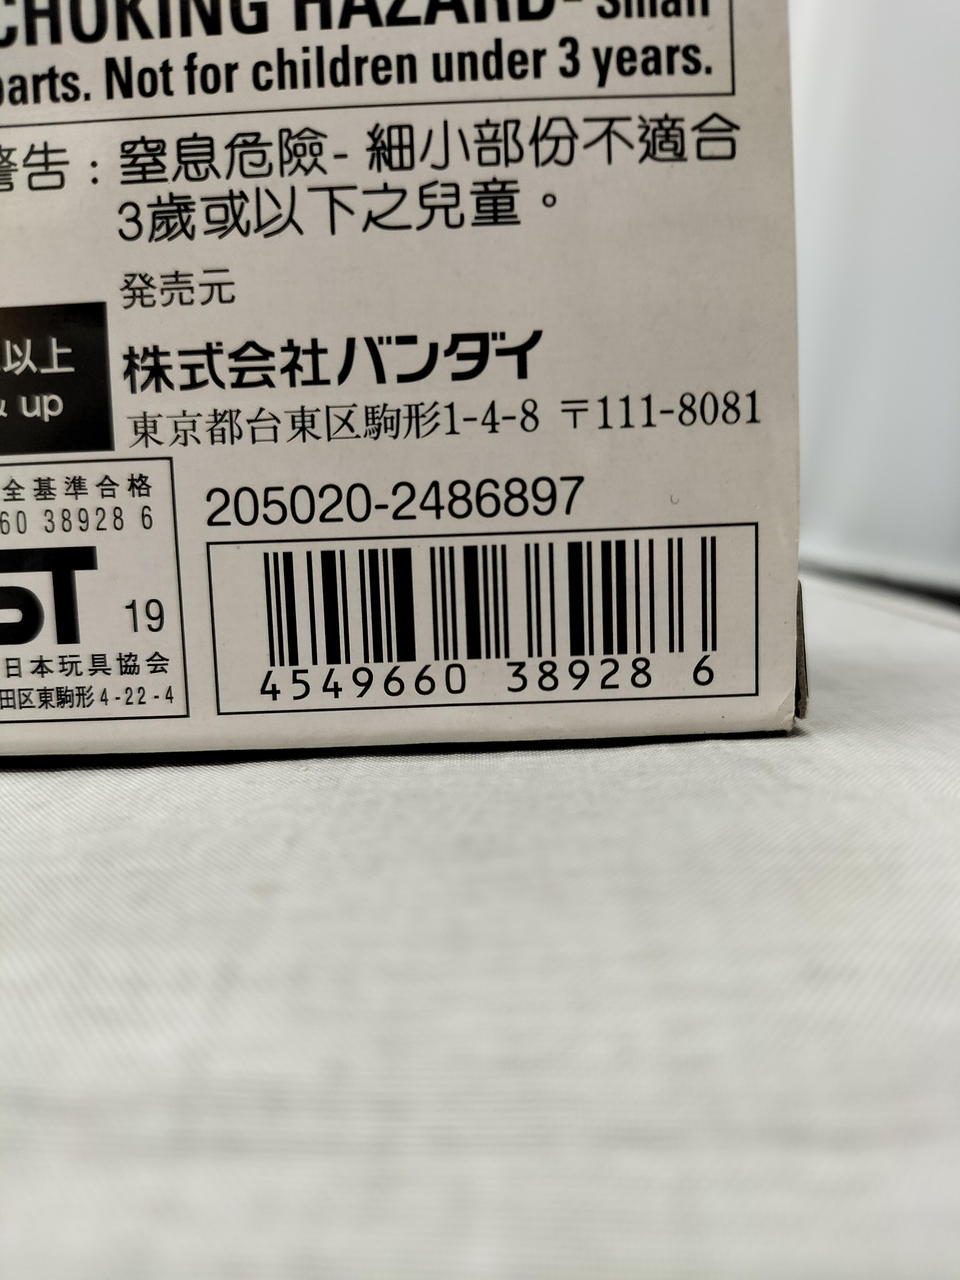 CHOKING HAZARD- Small
parts. Not for children under 3 years.
警告：窒息危險-細小部份不適合
3歲或以下之兒童。
発売元
以上
& up
株式会社バンダイ
東京都台東区駒形1-4-8 〒111-8081
全基準合格
60 38928 6
ST 19
日本玩具協会
田区東駒形4-22-4
205020-2486897
4549660 38928 6